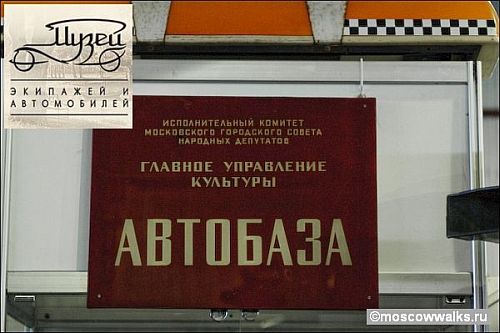 Музей
ЭКИПАЖЕЙ И
АВТОМОБИЛЕЙ
ИСПОЛНИТЕЛЬНЫЙ КОМИТЕТ
МОСКОВСКОГО ГОРОДСКОГО СОВЕТА
НАРОДНЫХ ДЕПУТАТОВ
ГЛАВНОЕ УПРАВЛЕНИЕ
КУЛЬТУРЫ
АВТОБАЗА
©moscowwalks.ru